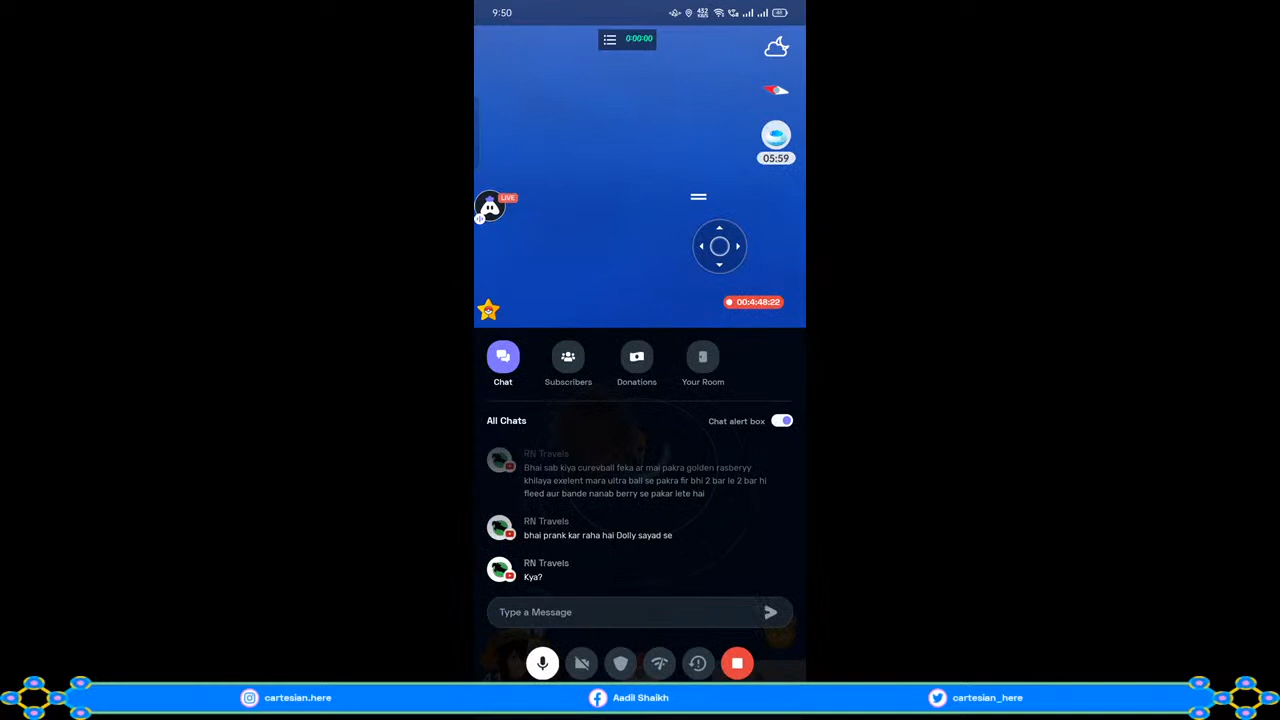 9:50
432
KB/S
48
0:00:00
05:59
LIVE
00:4:48:22
Chat
Subscribers
Donations
Your Room
All Chats
Chat alert box
RN Travels
Bhai sab kiya curevball feka ar mai pakra golden rasberyy
khilaya exelent mara ultra ball se pakra fir bhi 2 bar le 2 bar hi
fleed aur bande nanab berry se pakar lete hai
RN Travels
bhai prank kar raha hai Dolly sayad se
RN Travels
Kya?
Type a Message
cartesian.here
Aadil Shaikh
cartesian_here